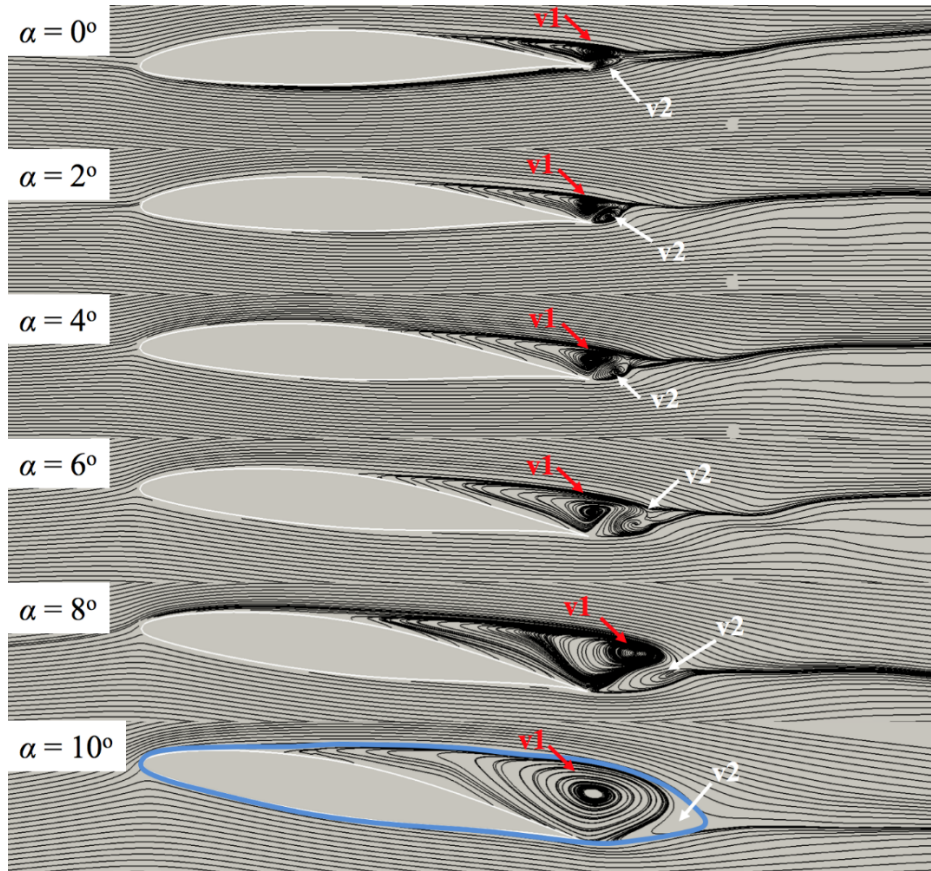 α = 0º
v1
v2
α = 2º
v1
v2
α = 4º
v1
v2
α = 6º
v1
v2
α = 8º
v1
v2
α = 10º
v1
v2